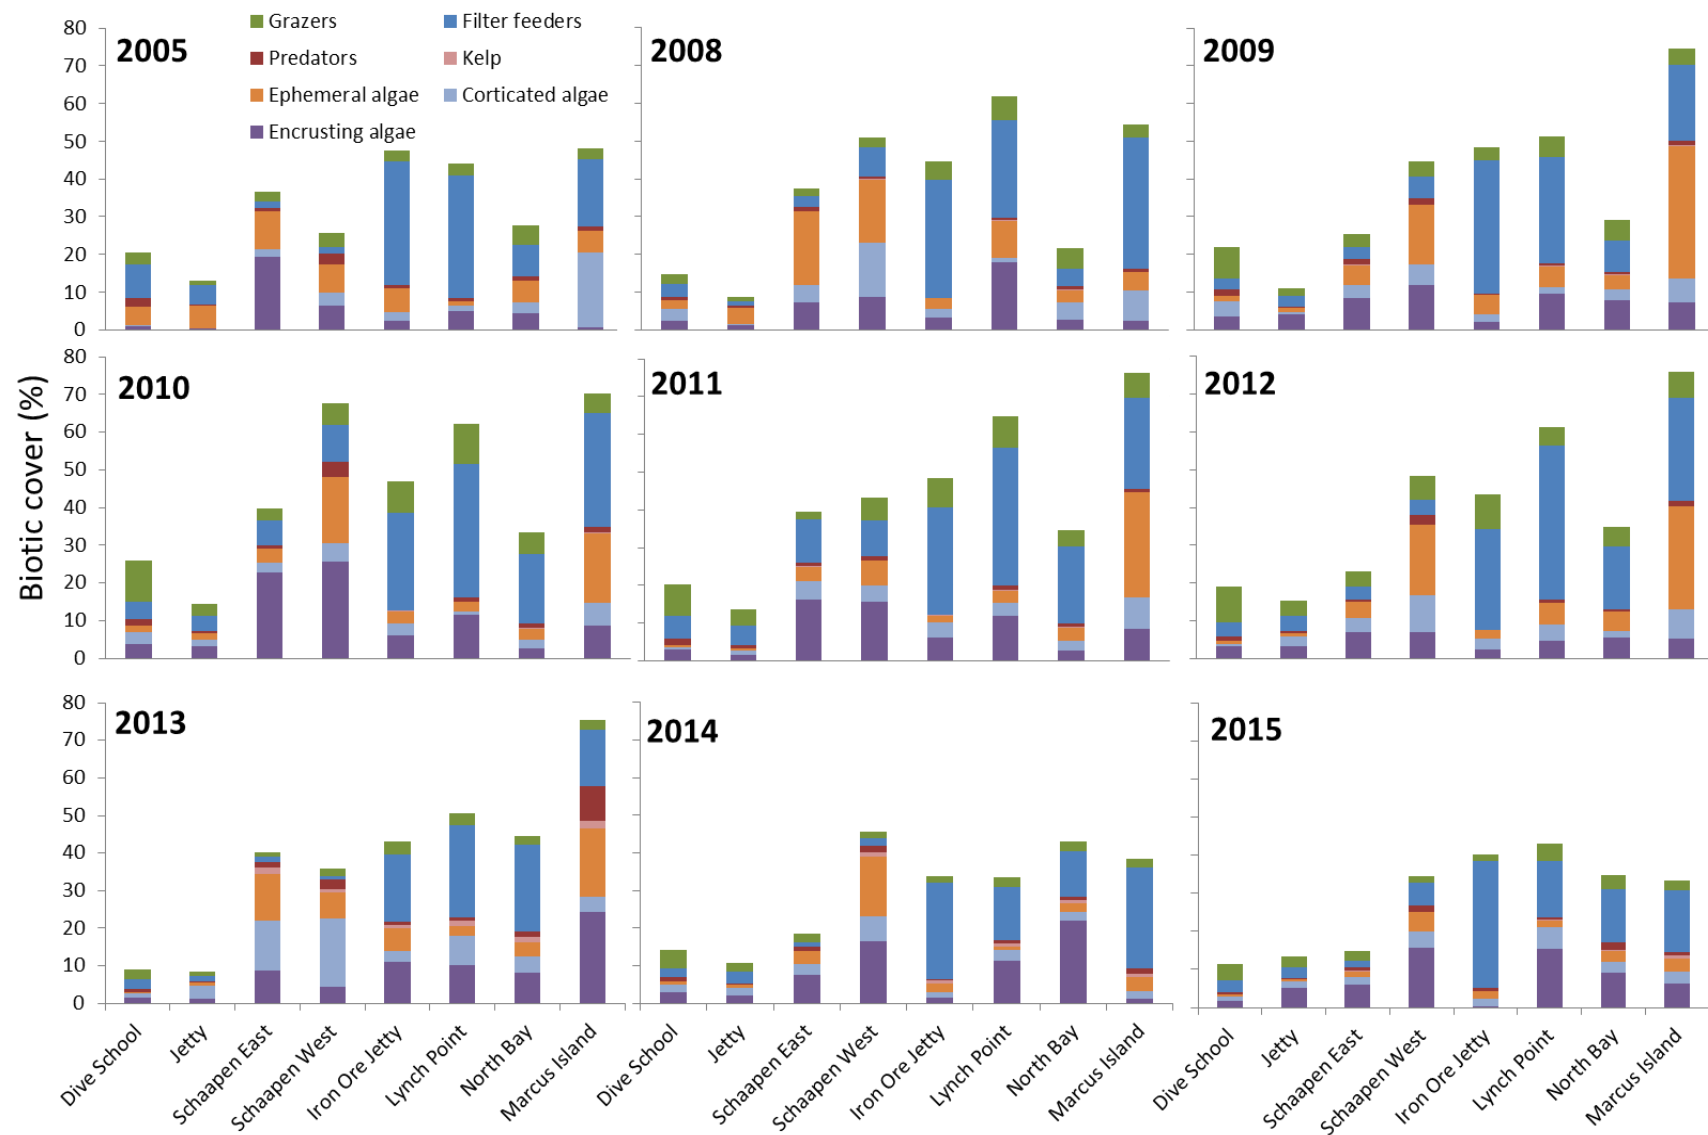 Grazers
Filter feeders
Predators
Kelp
Ephemeral algae
Corticated algae
Encrusting algae
Biotic cover (%)
2005
80
70
60
50
40
30
20
10
0
2008
2009
2010
80
70
60
50
40
30
20
10
0
2011
2012
2013
80
70
60
50
40
30
20
10
0
2014
2015
Dive School
Jetty
Schaapen East
Schaapen West
Iron Ore Jetty
Lynch Point
North Bay
Marcus Island
Dive School
Jetty
Schaapen East
Schaapen West
Iron Ore Jetty
Lynch Point
North Bay
Marcus Island
Dive School
Jetty
Schaapen East
Schaapen West
Iron Ore Jetty
Lynch Point
North Bay
Marcus Island